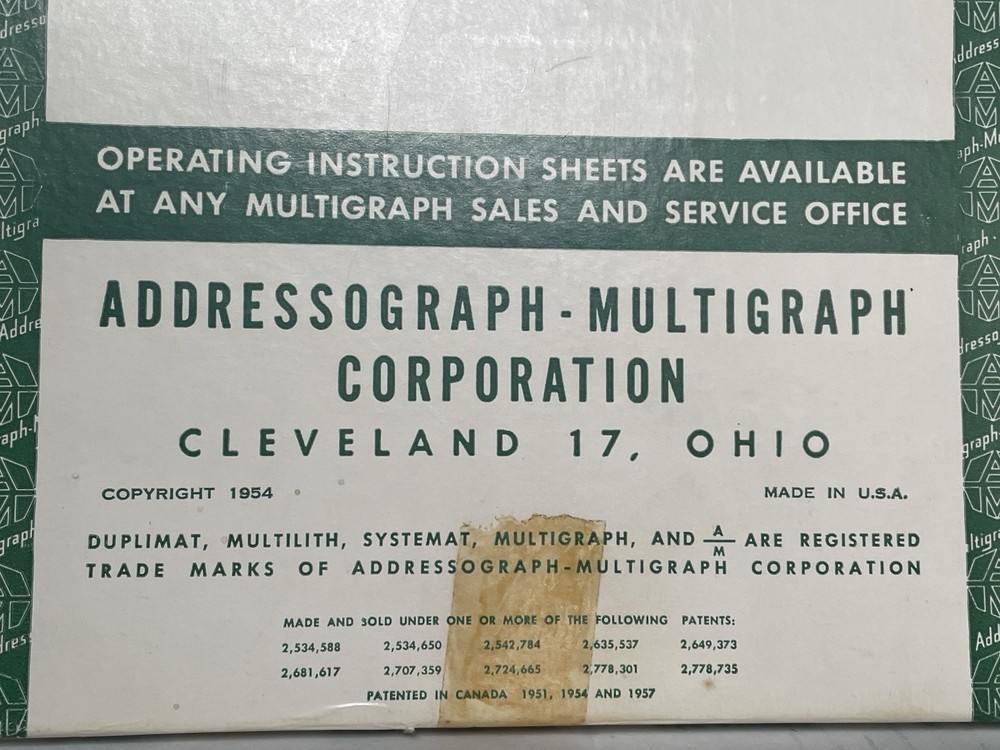 OPERATING INSTRUCTION SHEETS ARE AVAILABLE
AT ANY MULTIGRAPH SALES AND SERVICE OFFICE
ADDRESSOGRAPH - MULTIGRAPH
CORPORATION
CLEVELAND 17, OHIO
COPYRIGHT 1954 MADE IN U.S.A.
DUPLIMAT, MULTILITH, SYSTEMAT, MULTIGRAPH, AND A/M ARE REGISTERED
TRADE MARKS OF ADDRESSOGRAPH-MULTIGRAPH CORPORATION
MADE AND SOLD UNDER ONE OR MORE OF THE FOLLOWING PATENTS:
2,534,588 2,534,650 2,542,784 2,635,537 2,649,373
2,681,617 2,707,359 2,724,665 2,778,301 2,778,735
PATENTED IN CANADA 1951, 1954 AND 1957